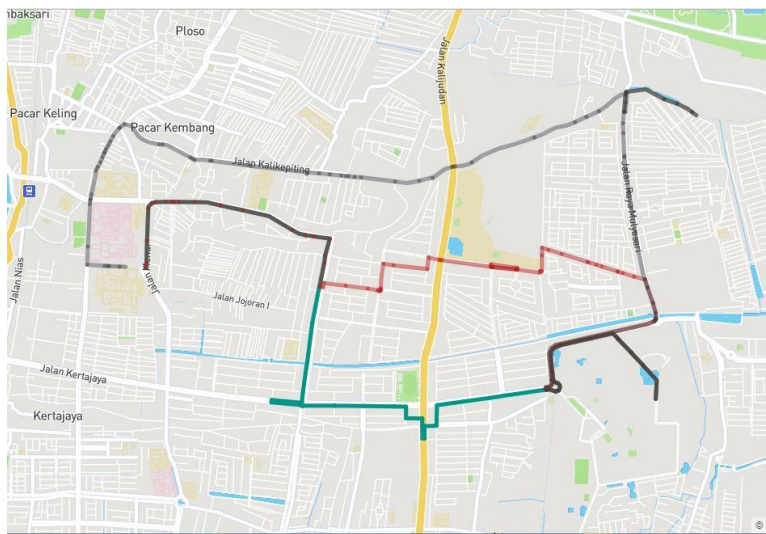 mbaksari
Ploso
Jalan Kalijudan
Pacar Keling
Pacar Kembang
Jalan Kalikepiting
Jalan Raya Mulyosari
Jalan Nias
Jalan Jojoran I
Jalan Kertajaya
Kertajaya
©